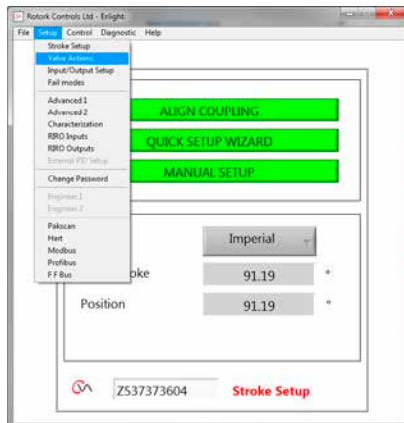 Rotork Controls Ltd - Enlight.
File Setup Control Diagnostic Help
Stroke Setup
Valve Actions
Input/Output Setup
Fail modes
Advanced 1
Advanced 2
Characterization
RIRO Inputs
RIRO Outputs
External PID Setup
Change Password
Engineer 1
Engineer 2
Pakscan
Hart
Modbus
Profibus
F F Bus
ALIGN COUPLING
QUICK SETUP WIZARD
MANUAL SETUP
Imperial
oke 91.19 °
Position 91.19 °
Z537373604 Stroke Setup